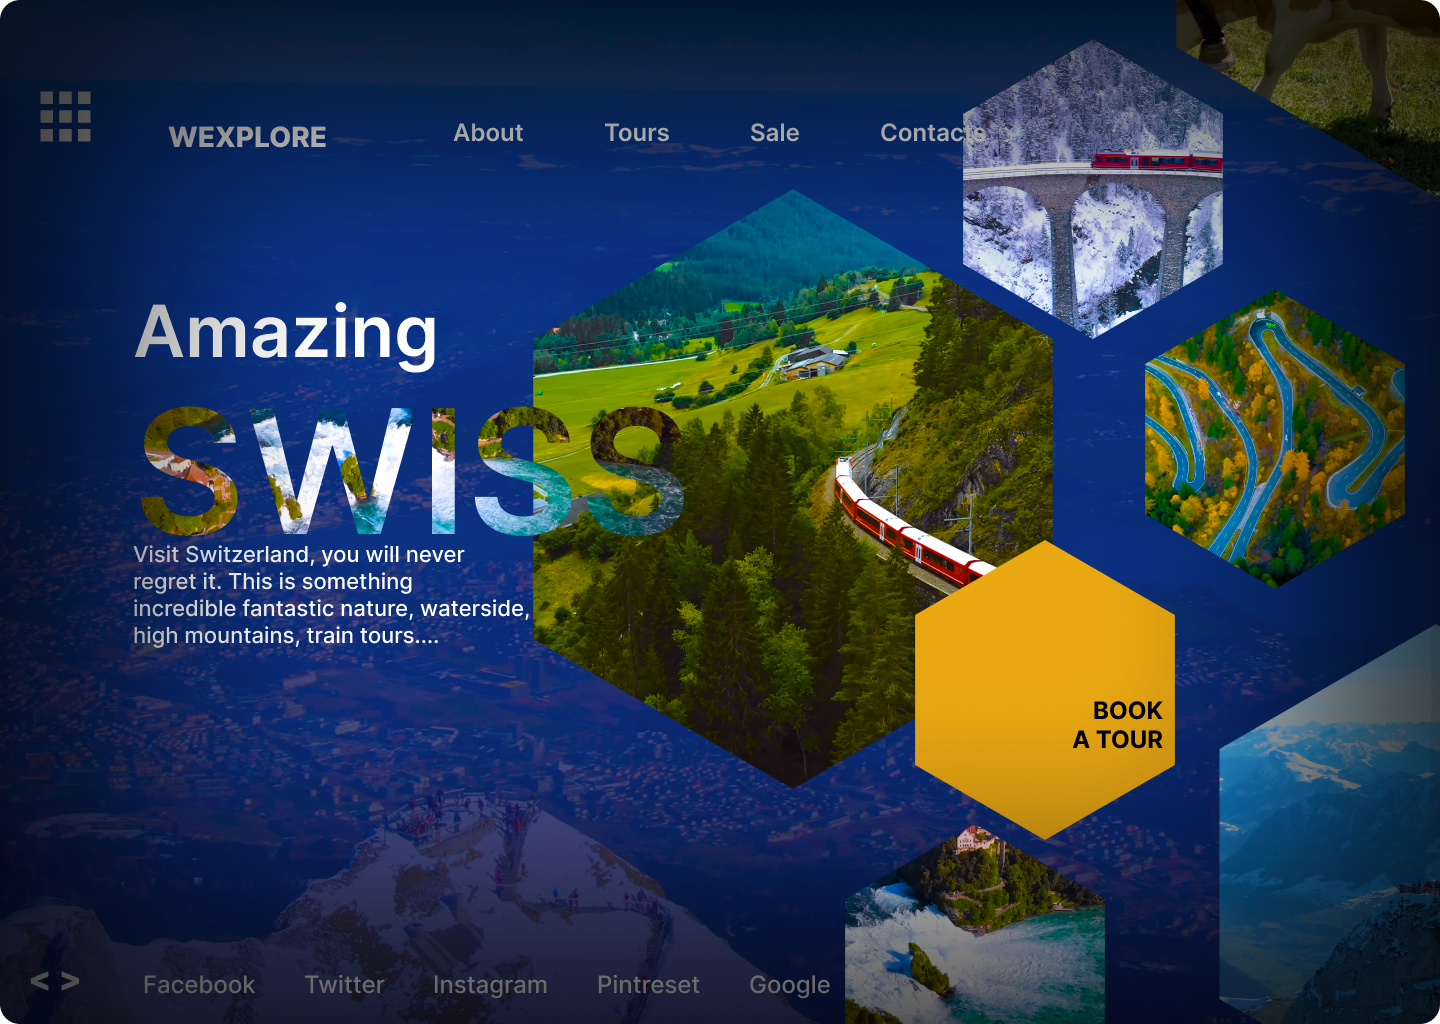 WEXPLORE
About
Tours
Sale
Contacts
Amazing
SWISS
Visit Switzerland, you will never
regret it. This is something
incredible fantastic nature, waterside,
high mountains, train tours....
BOOK
A TOUR
< >
Facebook
Twitter
Instagram
Pintreset
Google